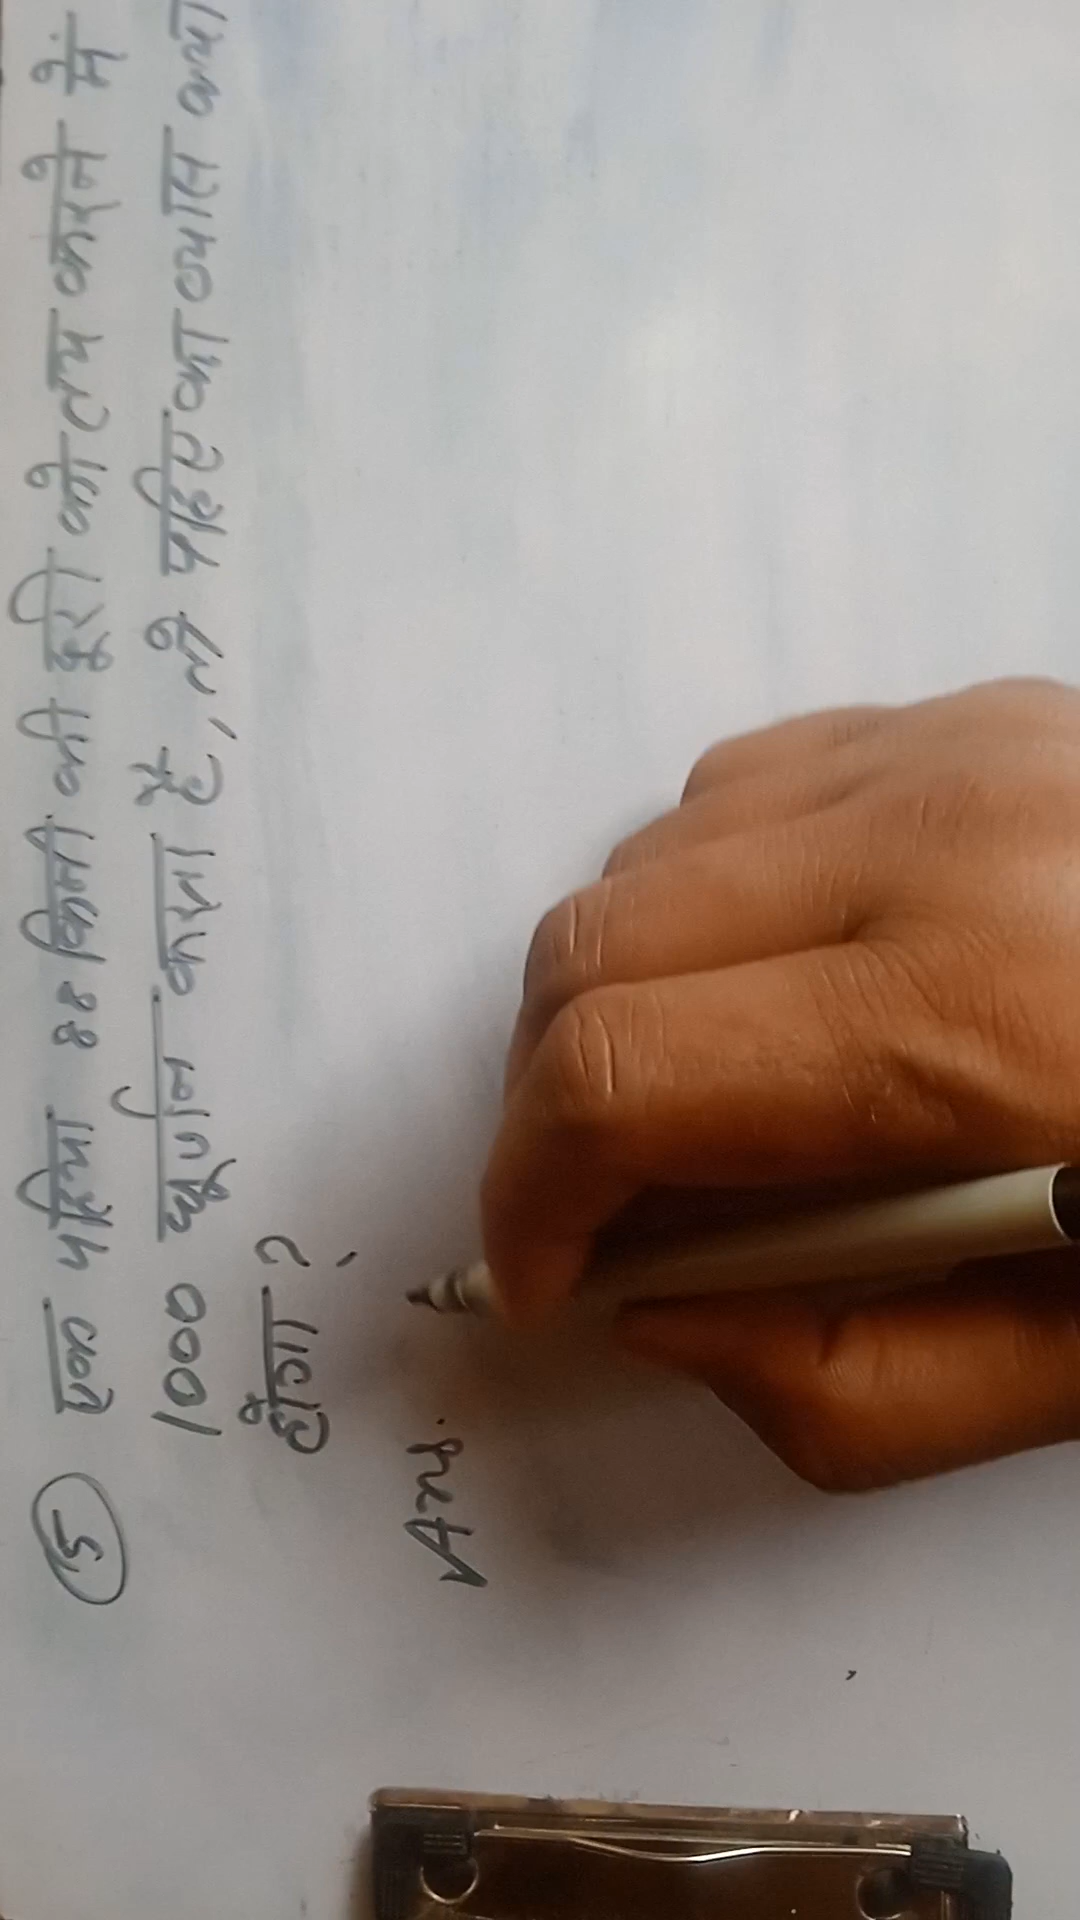 ⑤ एक पहिया 88 किमी की दूरी को तय करने में
1000 घूर्णन करता है, तो पहिए का व्यास क्या
होगा ?
Ans.